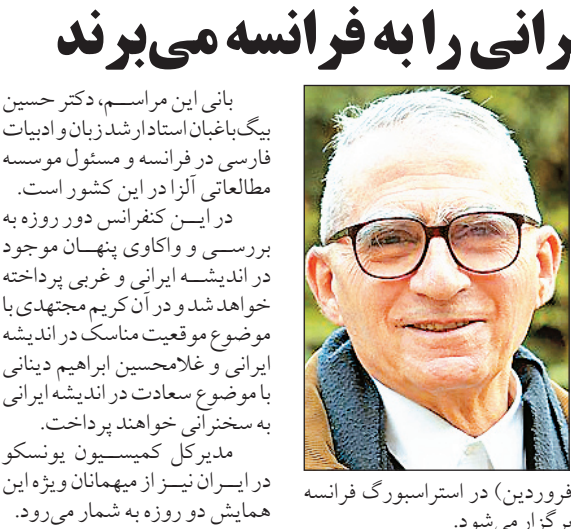 رانی را به فرانسه می‌برند
فروردین) در استراسبورگ فرانسه
برگزار می‌شود.
بانی این مراسم، دکتر حسین
بیگ‌باغبان استاد ارشد زبان و ادبیات
فارسی در فرانسه و مسئول موسسه
مطالعاتی آلزا در این کشور است.
در این کنفرانس دور روزه به
بررسی و واکاوی پنهان موجود
در اندیشه ایرانی و غربی پرداخته
خواهد شد و در آن کریم مجتهدی با
موضوع موقعیت مناسک در اندیشه
ایرانی و غلامحسین ابراهیم دینانی
با موضوع سعادت در اندیشه ایرانی
به سخنرانی خواهند پرداخت.
مدیرکل کمیسیون یونسکو
در ایران نیز از میهمانان ویژه این
همایش دو روزه به شمار می‌رود.